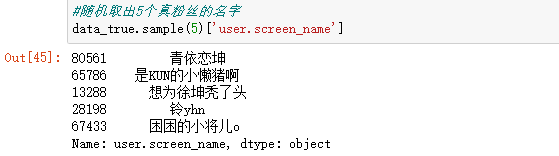 #随机取出5个真粉丝的名字
data_true.sample(5)['user.screen_name']
Out[45]: 80561 青依恋坤
65786 是KUN的小懒猪啊
13288 想为徐坤秃了头
28198 铃yhn
67433 困困的小将儿o
Name: user.screen_name, dtype: object